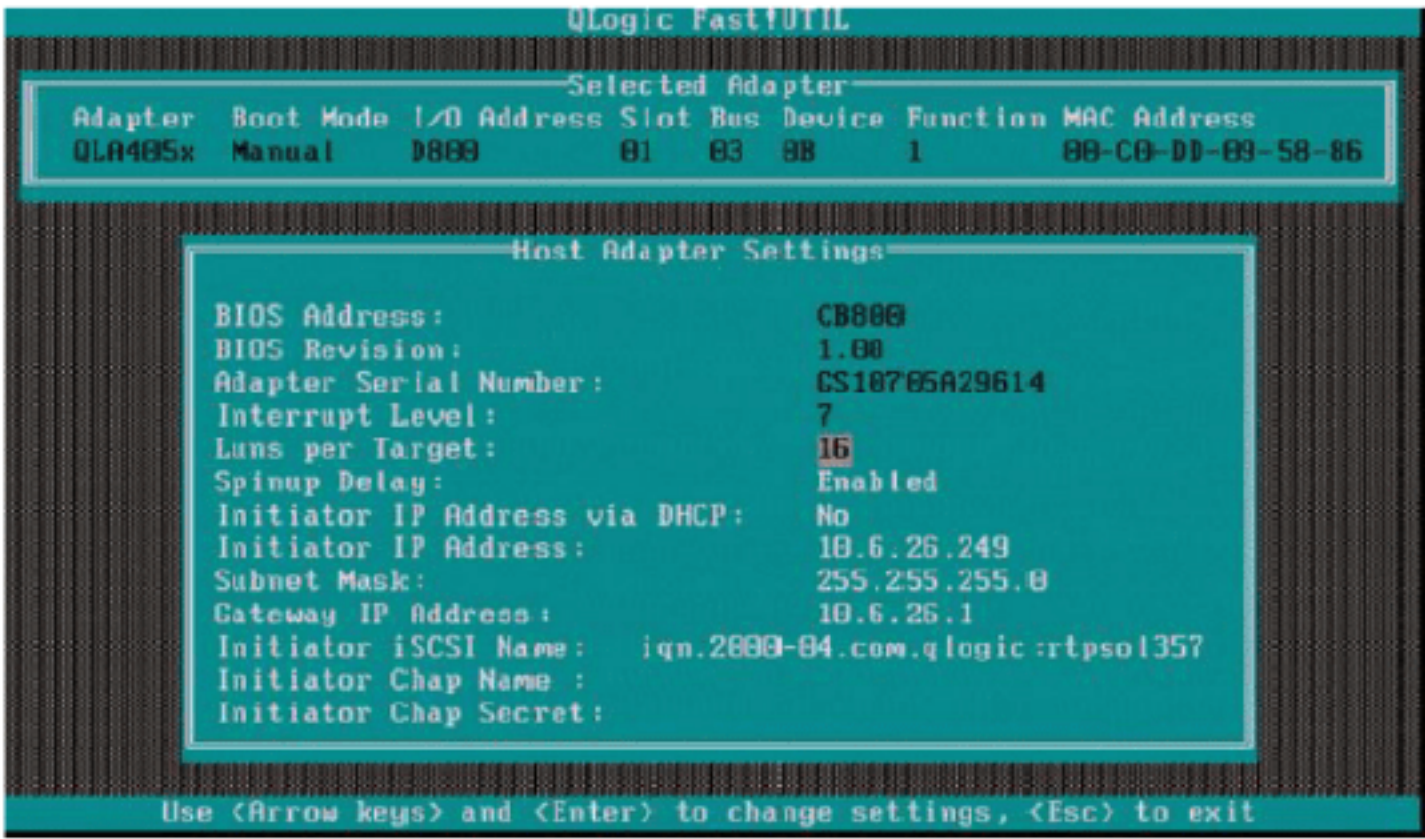 QLogic Fast!UTIL
Selected Adapter
Adapter Boot Mode I/O Address Slot Bus Device Function MAC Address
QLA405x Manual D800 01 03 0B 1 00-C0-DD-09-58-86
Host Adapter Settings
BIOS Address: CB800
BIOS Revision: 1.00
Adapter Serial Number: CS10705A29614
Interrupt Level: 7
Luns per Target: 16
Spinup Delay: Enabled
Initiator IP Address via DHCP: No
Initiator IP Address: 10.6.26.249
Subnet Mask: 255.255.255.0
Gateway IP Address: 10.6.26.1
Initiator iSCSI Name: iqn.2000-04.com.qlogic:rtpsol357
Initiator Chap Name :
Initiator Chap Secret:
Use <Arrow keys> and <Enter> to change settings, <Esc> to exit